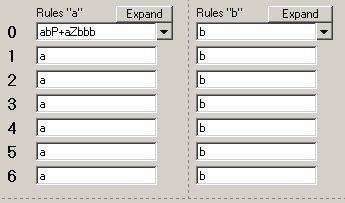 Rules "a" Expand Rules "b" Expand
0 abP+aZbbb b
1 a b
2 a b
3 a b
4 a b
5 a b
6 a b